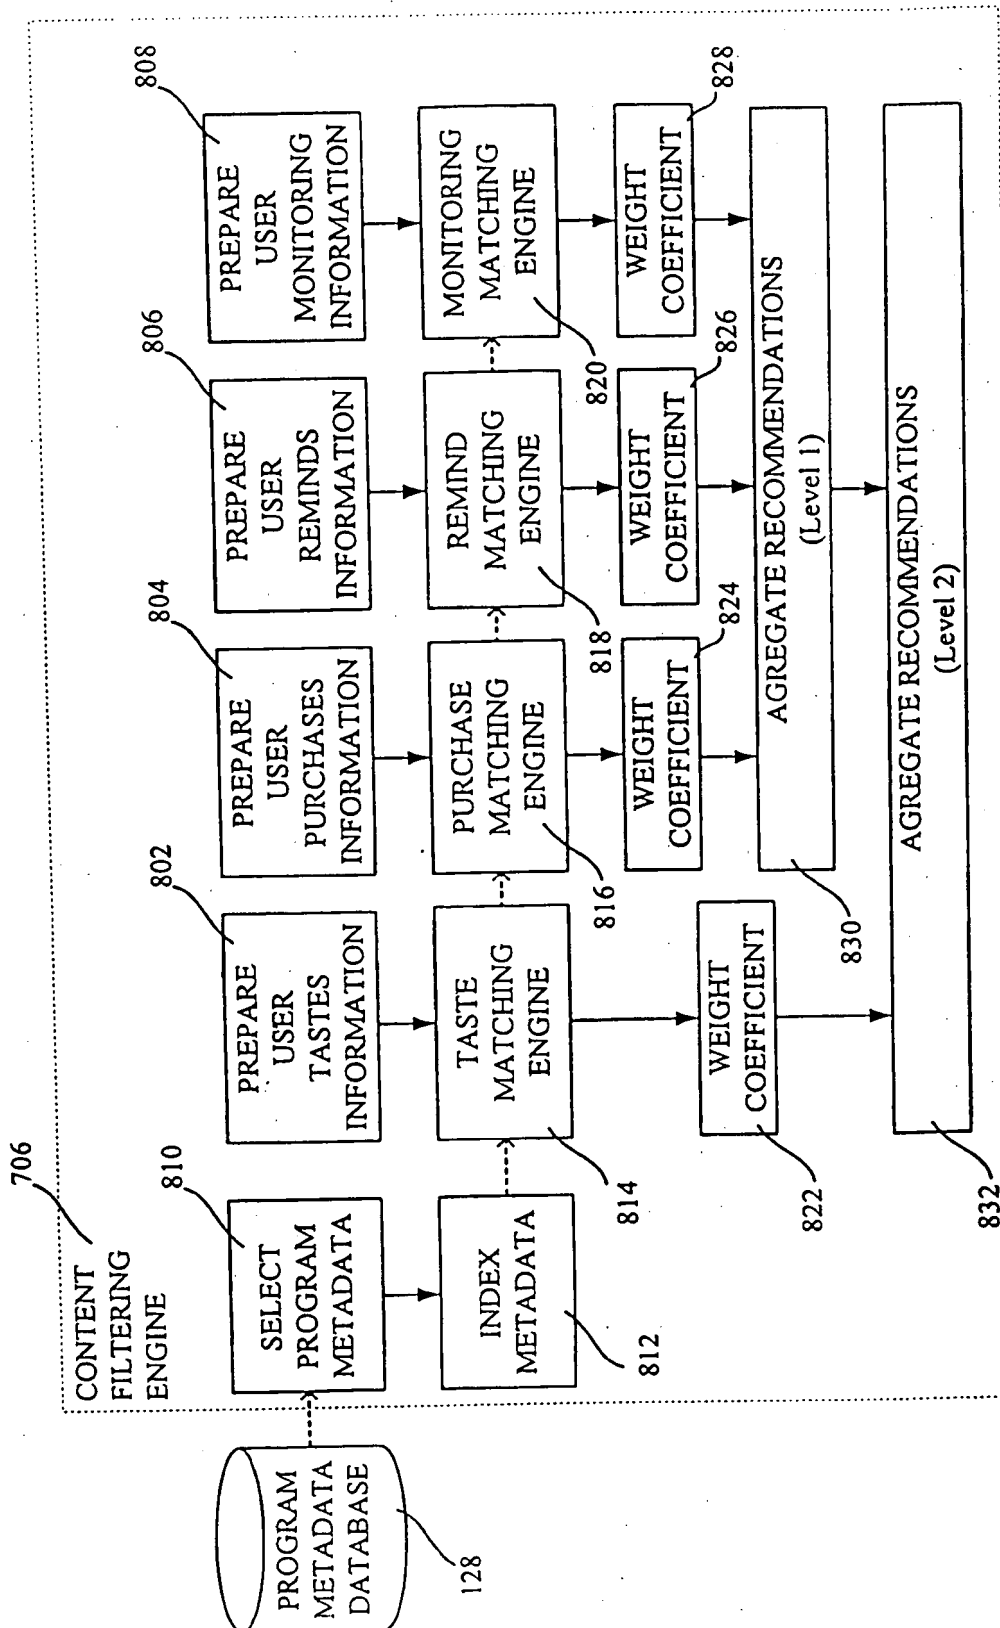 706
CONTENT
FILTERING
ENGINE
PROGRAM
METADATA
DATABASE
128
810
SELECT
PROGRAM
METADATA
INDEX
METADATA
812
802
PREPARE
USER
TASTES
INFORMATION
TASTE
MATCHING
ENGINE
814
WEIGHT
COEFFICIENT
822
804
PREPARE
USER
PURCHASES
INFORMATION
PURCHASE
MATCHING
ENGINE
816
WEIGHT
COEFFICIENT
824
806
PREPARE
USER
REMINDS
INFORMATION
REMIND
MATCHING
ENGINE
818
WEIGHT
COEFFICIENT
826
808
PREPARE
USER
MONITORING
INFORMATION
MONITORING
MATCHING
ENGINE
820
WEIGHT
COEFFICIENT
828
AGREGATE RECOMMENDATIONS
(Level 1)
830
AGREGATE RECOMMENDATIONS
(Level 2)
832